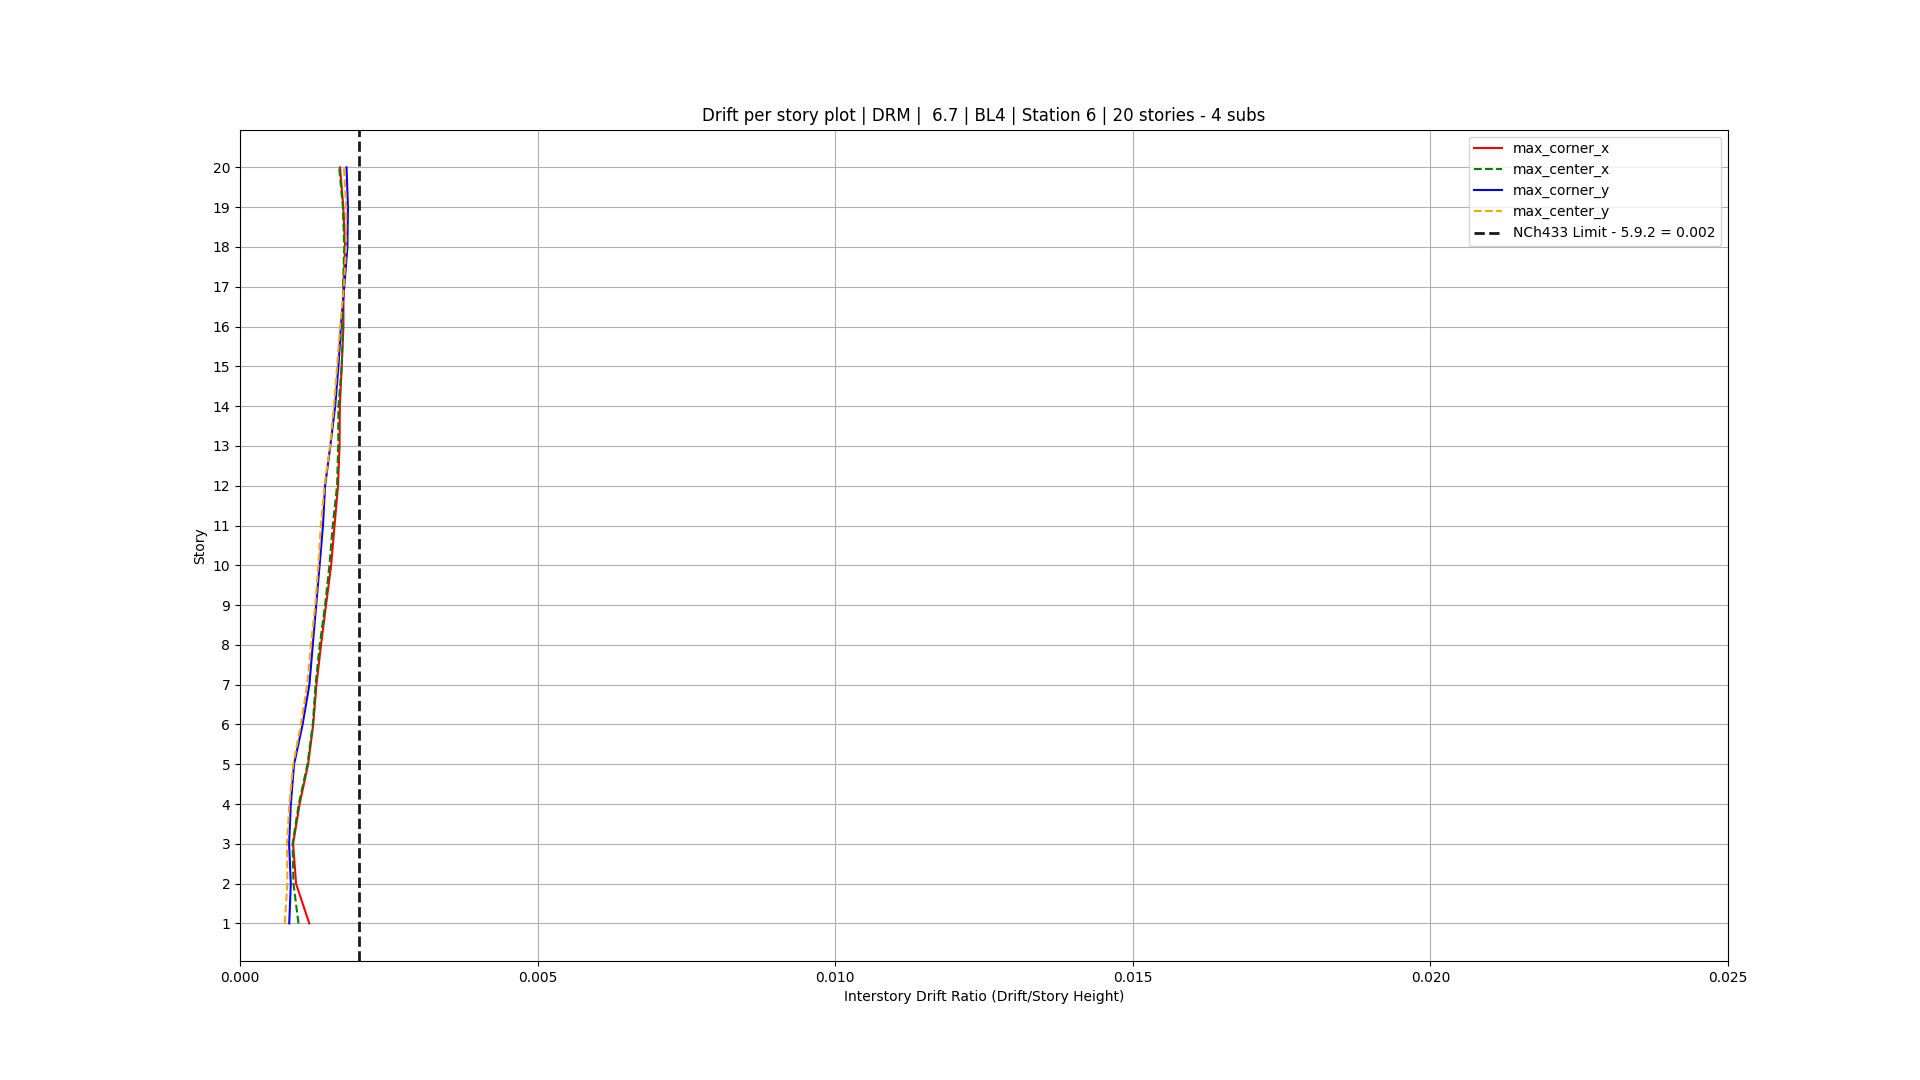 Drift per story plot | DRM |  6.7 | BL4 | Station 6 | 20 stories - 4 subs
max_corner_x
max_center_x
max_corner_y
max_center_y
NCh433 Limit - 5.9.2 = 0.002
Story
20
19
18
17
16
15
14
13
12
11
10
9
8
7
6
5
4
3
2
1
0.000 0.005 0.010 0.015 0.020 0.025
Interstory Drift Ratio (Drift/Story Height)